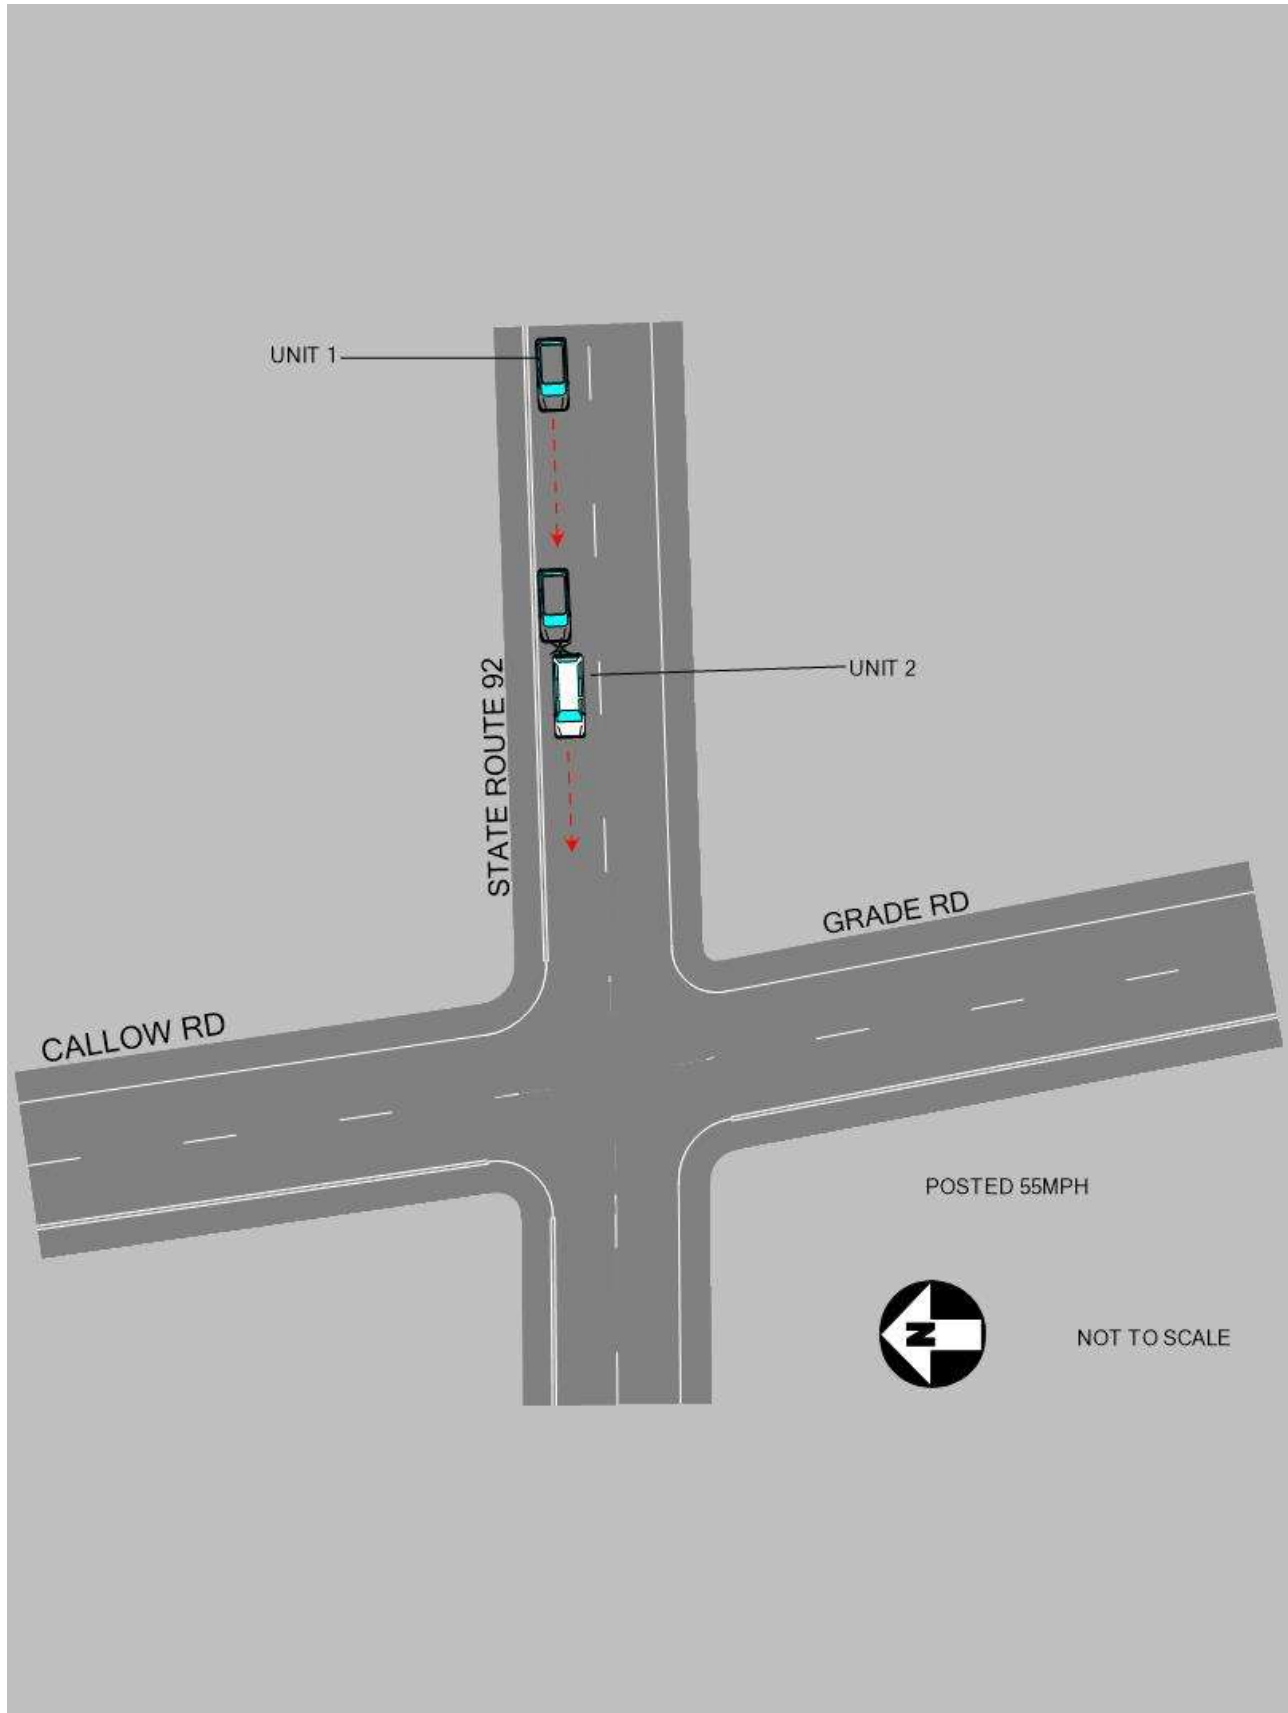 UNIT 1
UNIT 2
STATE ROUTE 92
GRADE RD
CALLOW RD
POSTED 55MPH
N
NOT TO SCALE